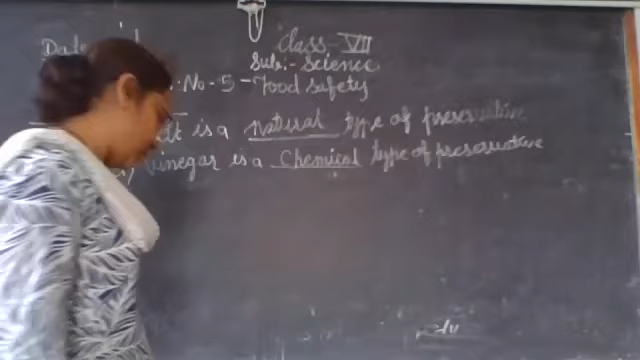 Date
Class - VII
Sub:- Science
No - 5 - Food Safety
is a natural type of preservative
Vinegar is a Chemical type of preservative